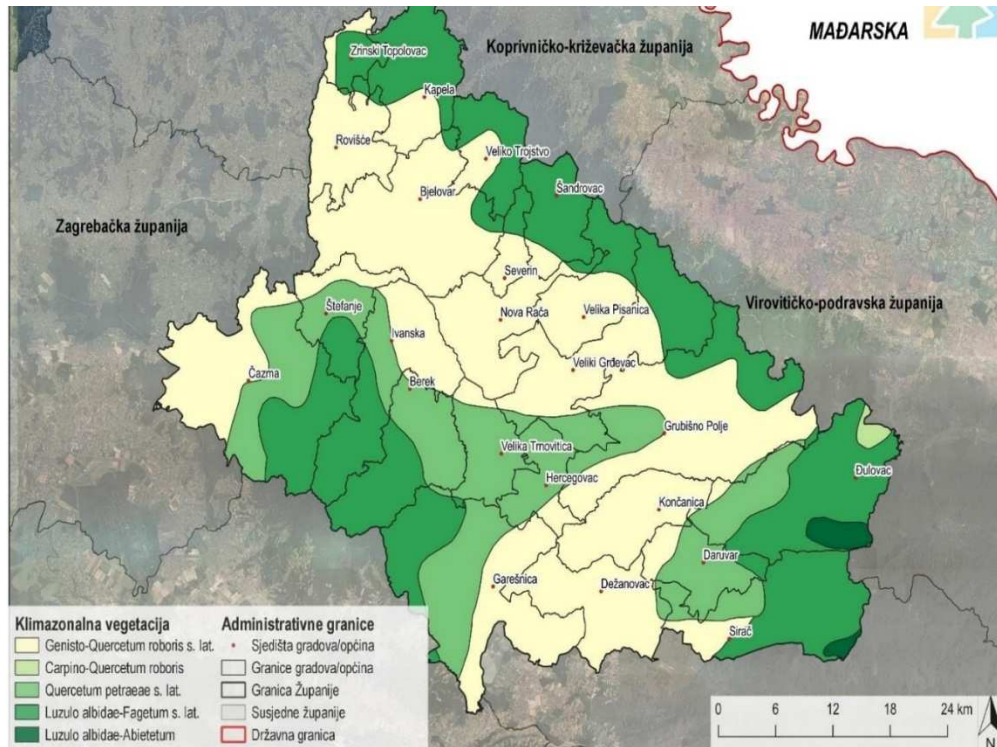 MAĐARSKA
Koprivničko-križevačka županija
Zrinski Topolovac
Kapela
Rovišće
Veliko Trojstvo
Šandrovac
Bjelovar
Zagrebačka županija
Severin
Virovitičko-podravska županija
Štefanje
Nova Rača
Velika Pisanica
Ivanska
Veliki Grđevac
Čazma
Berek
Grubišno Polje
Velika Trnovitica
Hercegovac
Đulovac
Končanica
Daruvar
Garešnica
Dežanovac
Sirač
Klimazonalna vegetacija
Genisto-Quercetum roboris s. lat.
Carpino-Quercetum roboris
Quercetum petraeae s. lat.
Luzulo albidae-Fagetum s. lat.
Luzulo albidae-Abietetum
Administrativne granice
Sjedišta gradova/općina
Granice gradova/općina
Granica Županije
Susjedne županije
Državna granica
0 6 12 18 24 km
N